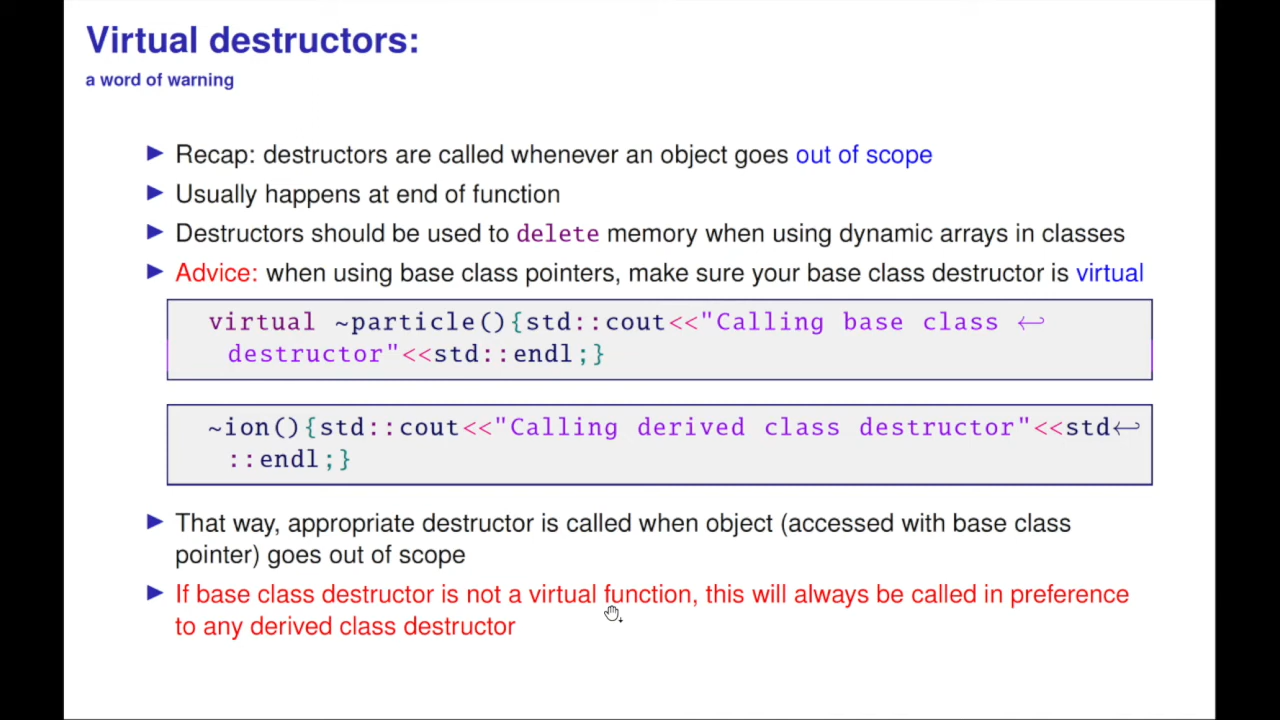 Virtual destructors:
a word of warning
Recap: destructors are called whenever an object goes out of scope
Usually happens at end of function
Destructors should be used to delete memory when using dynamic arrays in classes
Advice: when using base class pointers, make sure your base class destructor is virtual
virtual ~particle(){std::cout<<"Calling base class ↩
destructor"<<std::endl;}
~ion(){std::cout<<"Calling derived class destructor"<<std↩
::endl;}
That way, appropriate destructor is called when object (accessed with base class
pointer) goes out of scope
If base class destructor is not a virtual function, this will always be called in preference
to any derived class destructor